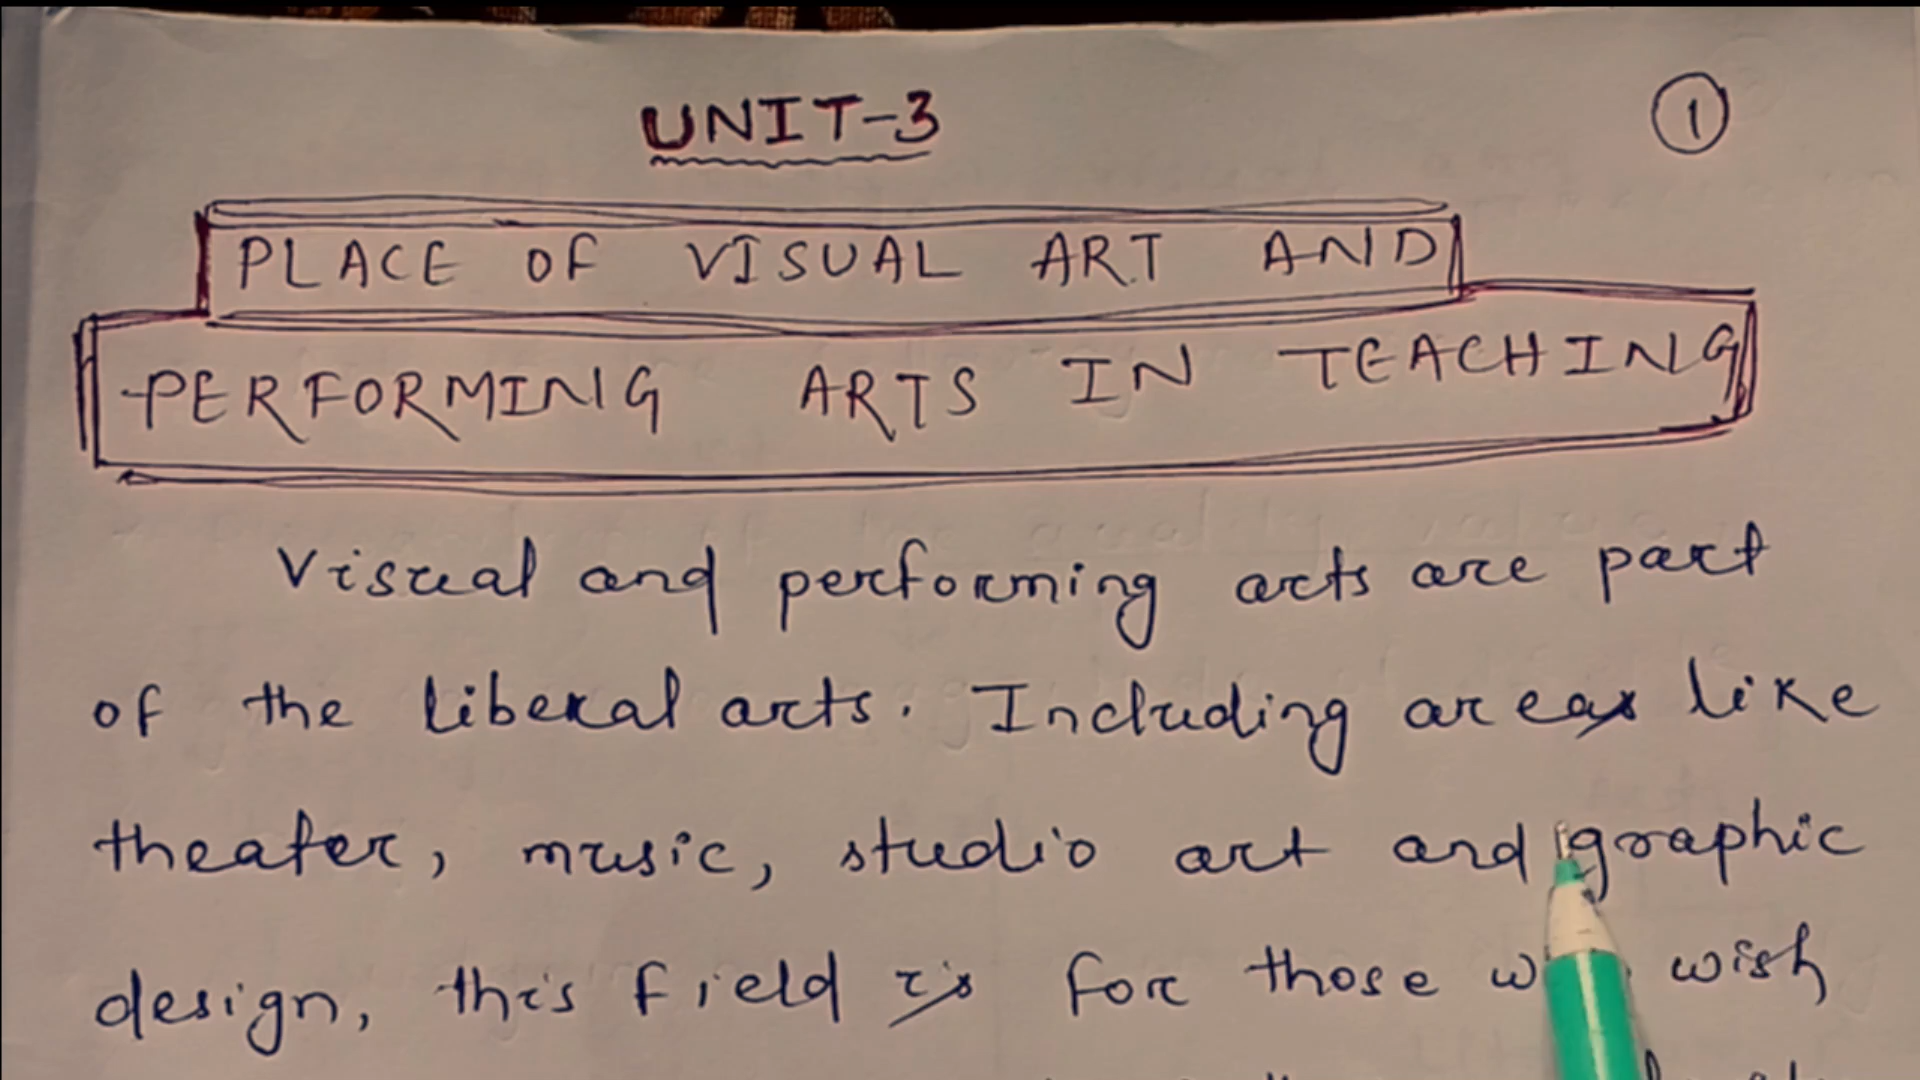 UNIT-3
1
PLACE OF VISUAL ART AND
PERFORMING ARTS IN TEACHING
Visual and performing arts are part
of the liberal arts. Including areas like
theater, music, studio art and graphic
design, this field is for those wish